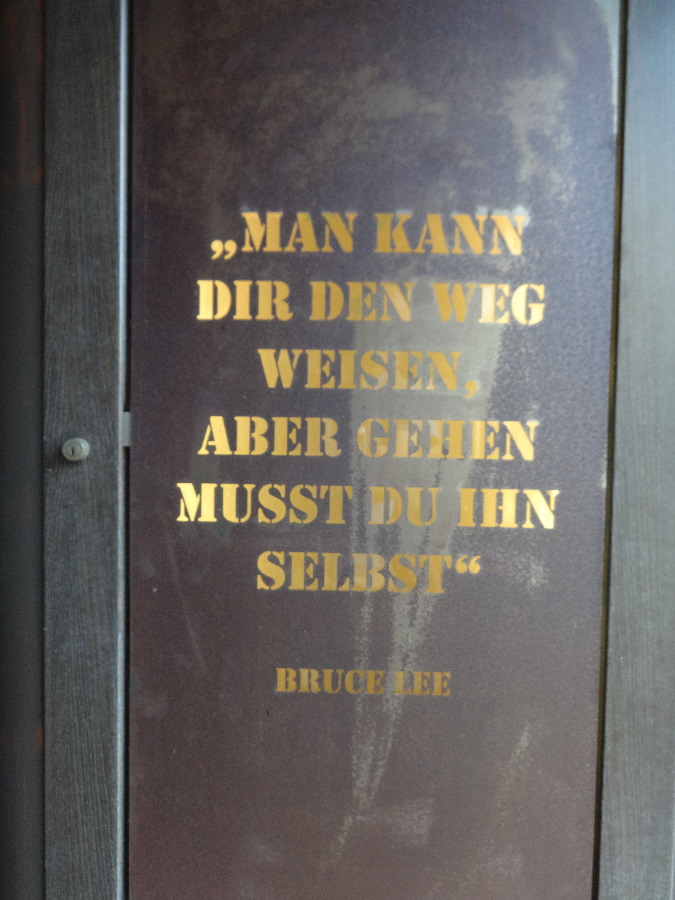 „MAN KANN
DIR DEN WEG
WEISEN,
ABER GEHEN
MUSST DU IHN
SELBST“
BRUCE LEE